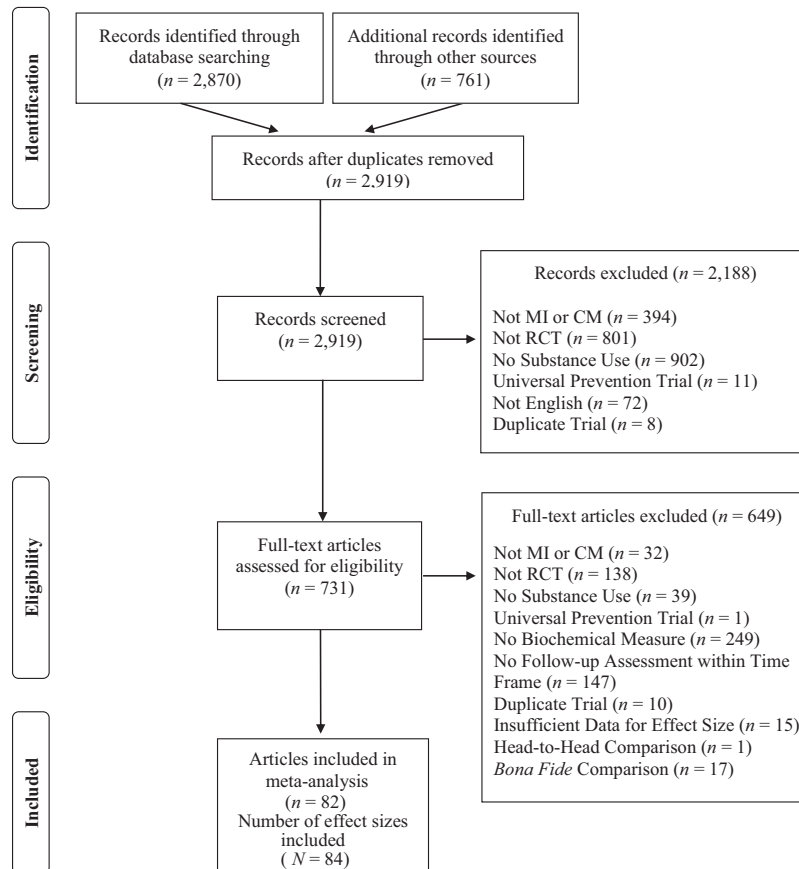 Identification
Records identified through
database searching
(n = 2,870)
Additional records identified
through other sources
(n = 761)
Records after duplicates removed
(n = 2,919)
Screening
Records screened
(n = 2,919)
Records excluded (n = 2,188)
Not MI or CM (n = 394)
Not RCT (n = 801)
No Substance Use (n = 902)
Universal Prevention Trial (n = 11)
Not English (n = 72)
Duplicate Trial (n = 8)
Eligibility
Full-text articles
assessed for eligibility
(n = 731)
Full-text articles excluded (n = 649)
Not MI or CM (n = 32)
Not RCT (n = 138)
No Substance Use (n = 39)
Universal Prevention Trial (n = 1)
No Biochemical Measure (n = 249)
No Follow-up Assessment within Time
Frame (n = 147)
Duplicate Trial (n = 10)
Insufficient Data for Effect Size (n = 15)
Head-to-Head Comparison (n = 1)
Bona Fide Comparison (n = 17)
Included
Articles included in
meta-analysis
(n = 82)
Number of effect sizes
included
( N = 84)